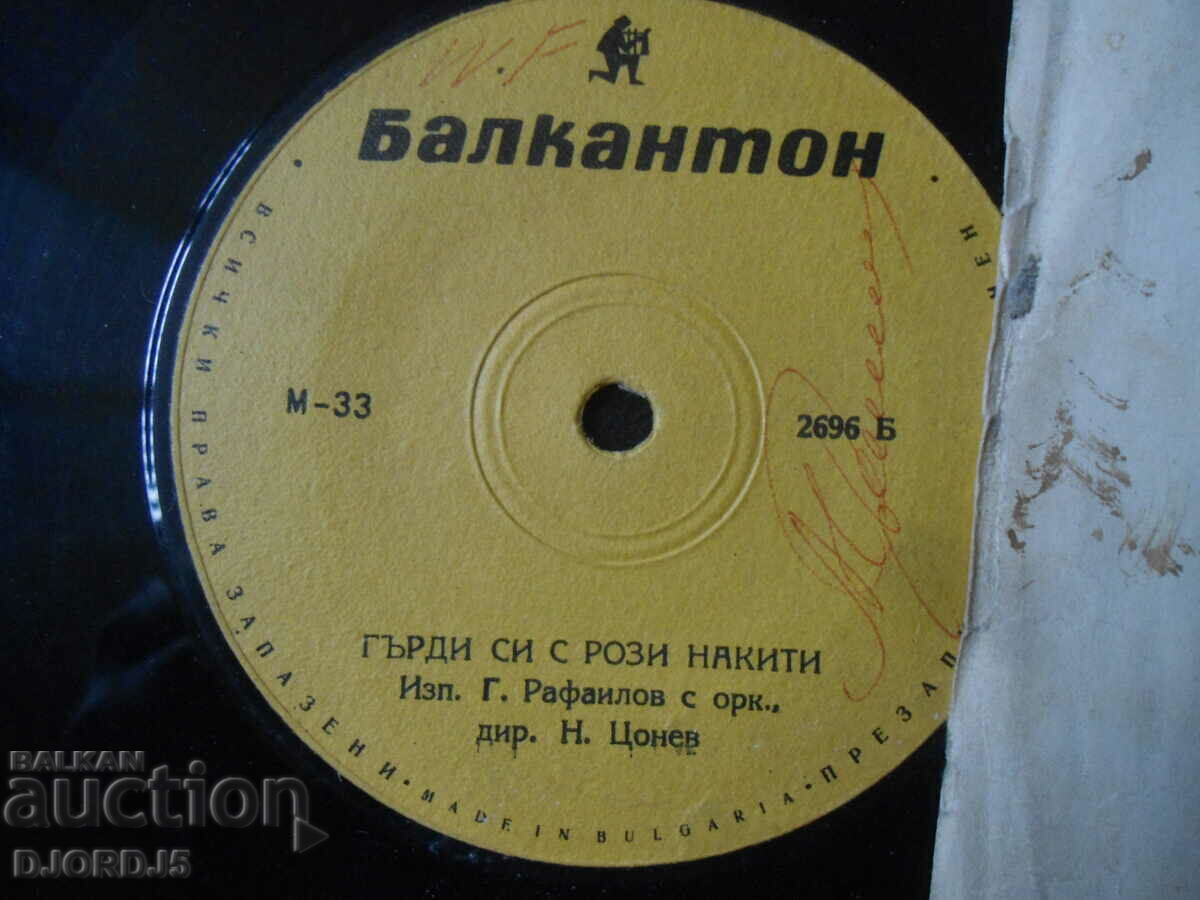 W. F
Балкантон
М-33
2696 Б
ГЪРДИ СИ С РОЗИ НАКИТИ
Изп. Г. Рафаилов с орк.,
дир. Н. Цонев
• ВСИЧКИ ПРАВА ЗАПАЗЕНИ • MADE IN BULGARIA •
BALKAN
auction
DJORDJ5